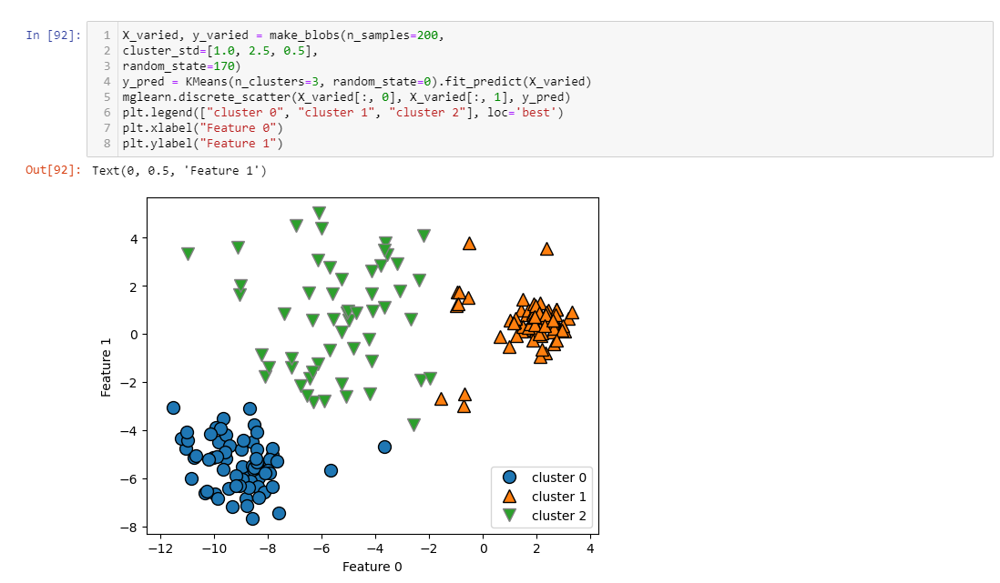 In [92]:
1 X_varied, y_varied = make_blobs(n_samples=200,
2 cluster_std=[1.0, 2.5, 0.5],
3 random_state=170)
4 y_pred = KMeans(n_clusters=3, random_state=0).fit_predict(X_varied)
5 mglearn.discrete_scatter(X_varied[:, 0], X_varied[:, 1], y_pred)
6 plt.legend(["cluster 0", "cluster 1", "cluster 2"], loc='best')
7 plt.xlabel("Feature 0")
8 plt.ylabel("Feature 1")
Out[92]: Text(0, 0.5, 'Feature 1')
Feature 1
4
2
0
−2
−4
−6
−8
cluster 0
cluster 1
cluster 2
−12 −10 −8 −6 −4 −2 0 2 4
Feature 0